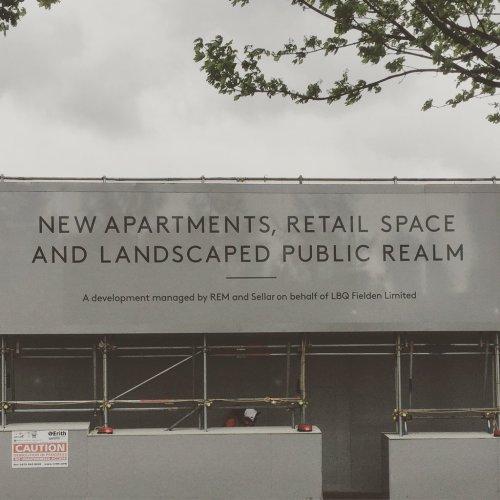 NEW APARTMENTS, RETAIL SPACE
AND LANDSCAPED PUBLIC REALM
A development managed by REM and Sellar on behalf of LBQ Fielden Limited
Erith
CAUTION